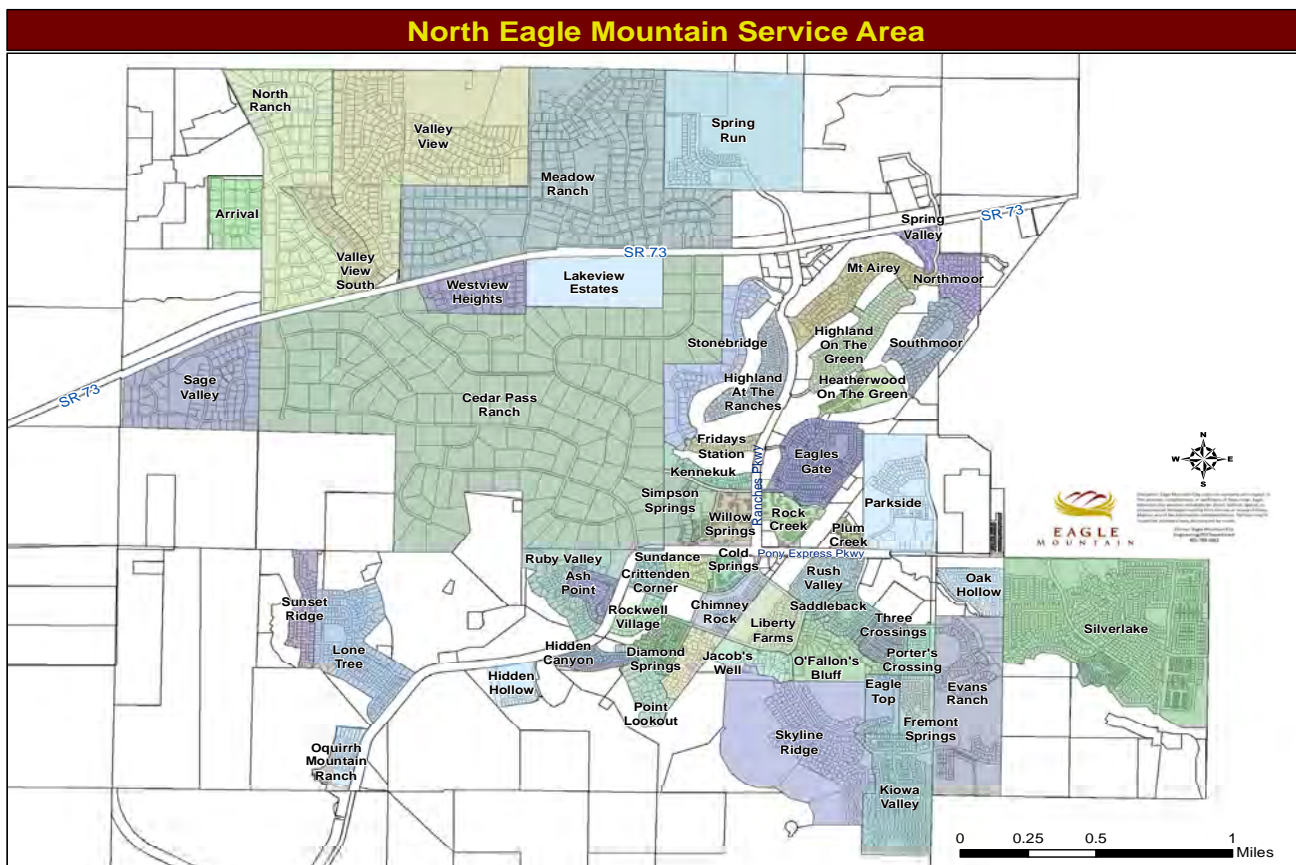 North Eagle Mountain Service Area
North
Ranch
Valley
View
Spring
Run
Meadow
Ranch
Arrival
Spring
Valley
SR 73
SR 73
Valley
View
South
Mt Airey
Northmoor
Westview
Heights
Lakeview
Estates
Stonebridge
Highland
On The
Green
Southmoor
Sage
Valley
SR 73
Highland
At The
Ranches
Heatherwood
On The Green
Cedar Pass
Ranch
Fridays
Station
Eagles
Gate
N
W
E
S
Kennekuk
Ranches Pkwy
Parkside
Simpson
Springs
Willow
Springs
Rock
Creek
Plum
Creek
EAGLE
MOUNTAIN
Ruby Valley
Sundance
Cold
Springs
Pony Express Pkwy
Ash
Point
Crittenden
Corner
Rush
Valley
Oak
Hollow
Sunset
Ridge
Rockwell
Village
Chimney
Rock
Saddleback
Liberty
Farms
Three
Crossings
Silverlake
Lone
Tree
Hidden
Canyon
Diamond
Springs
Jacob's
Well
O'Fallon's
Bluff
Porter's
Crossing
Hidden
Hollow
Eagle
Top
Evans
Ranch
Point
Lookout
Fremont
Springs
Skyline
Ridge
Oquirrh
Mountain
Ranch
Kiowa
Valley
0 0.25 0.5 1
Miles